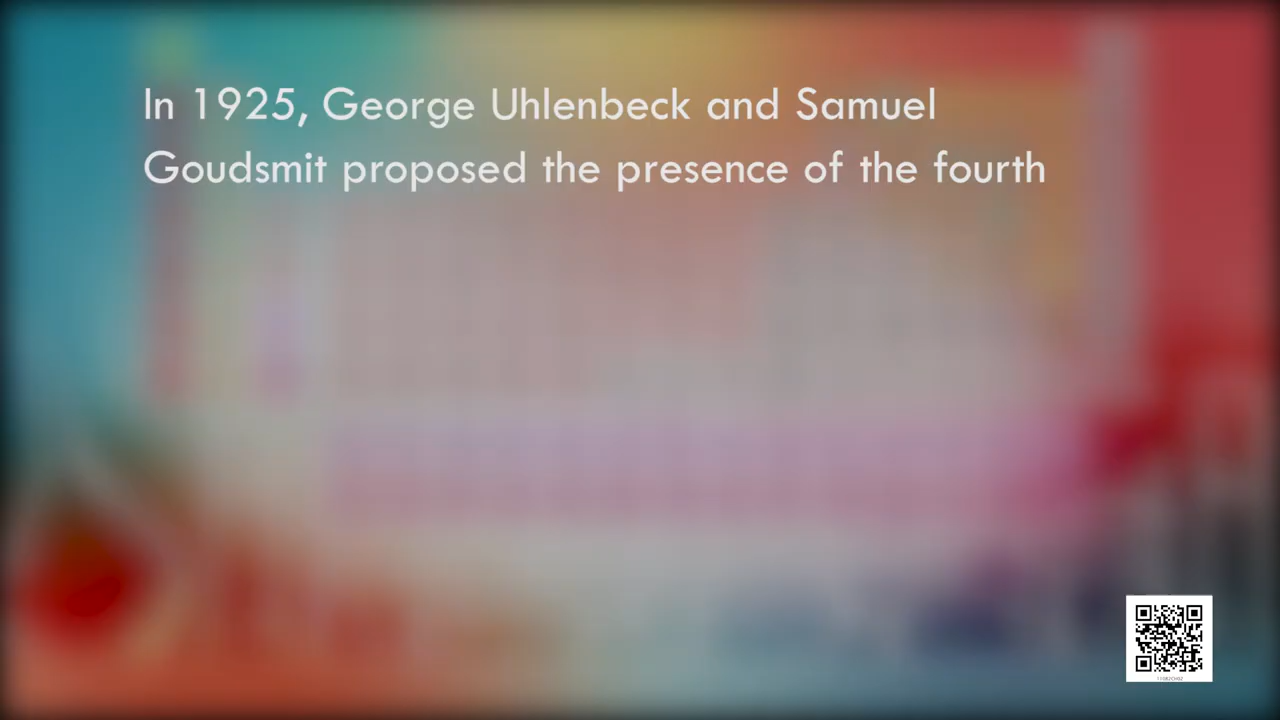 In 1925, George Uhlenbeck and Samuel
Goudsmit proposed the presence of the fourth